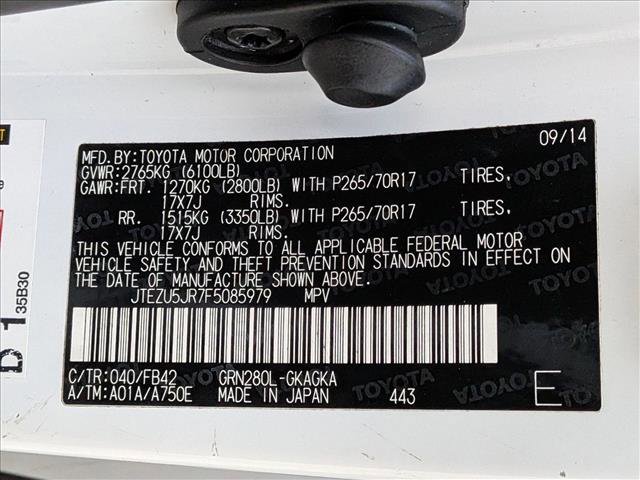 09/14
MFD.BY:TOYOTA MOTOR CORPORATION
GVWR:2765KG (6100LB)
GAWR:FRT. 1270KG (2800LB) WITH P265/70R17 TIRES,
17X7J RIMS.
RR. 1515KG (3350LB) WITH P265/70R17 TIRES,
17X7J RIMS.
THIS VEHICLE CONFORMS TO ALL APPLICABLE FEDERAL MOTOR
VEHICLE SAFETY AND THEFT PREVENTION STANDARDS IN EFFECT ON
THE DATE OF MANUFACTURE SHOWN ABOVE.
JTEZU5JR7F5085979 MPV
C/TR:040/FB42 GRN280L-GKAGKA
A/TM:A01A/A750E MADE IN JAPAN 443 E
35B30